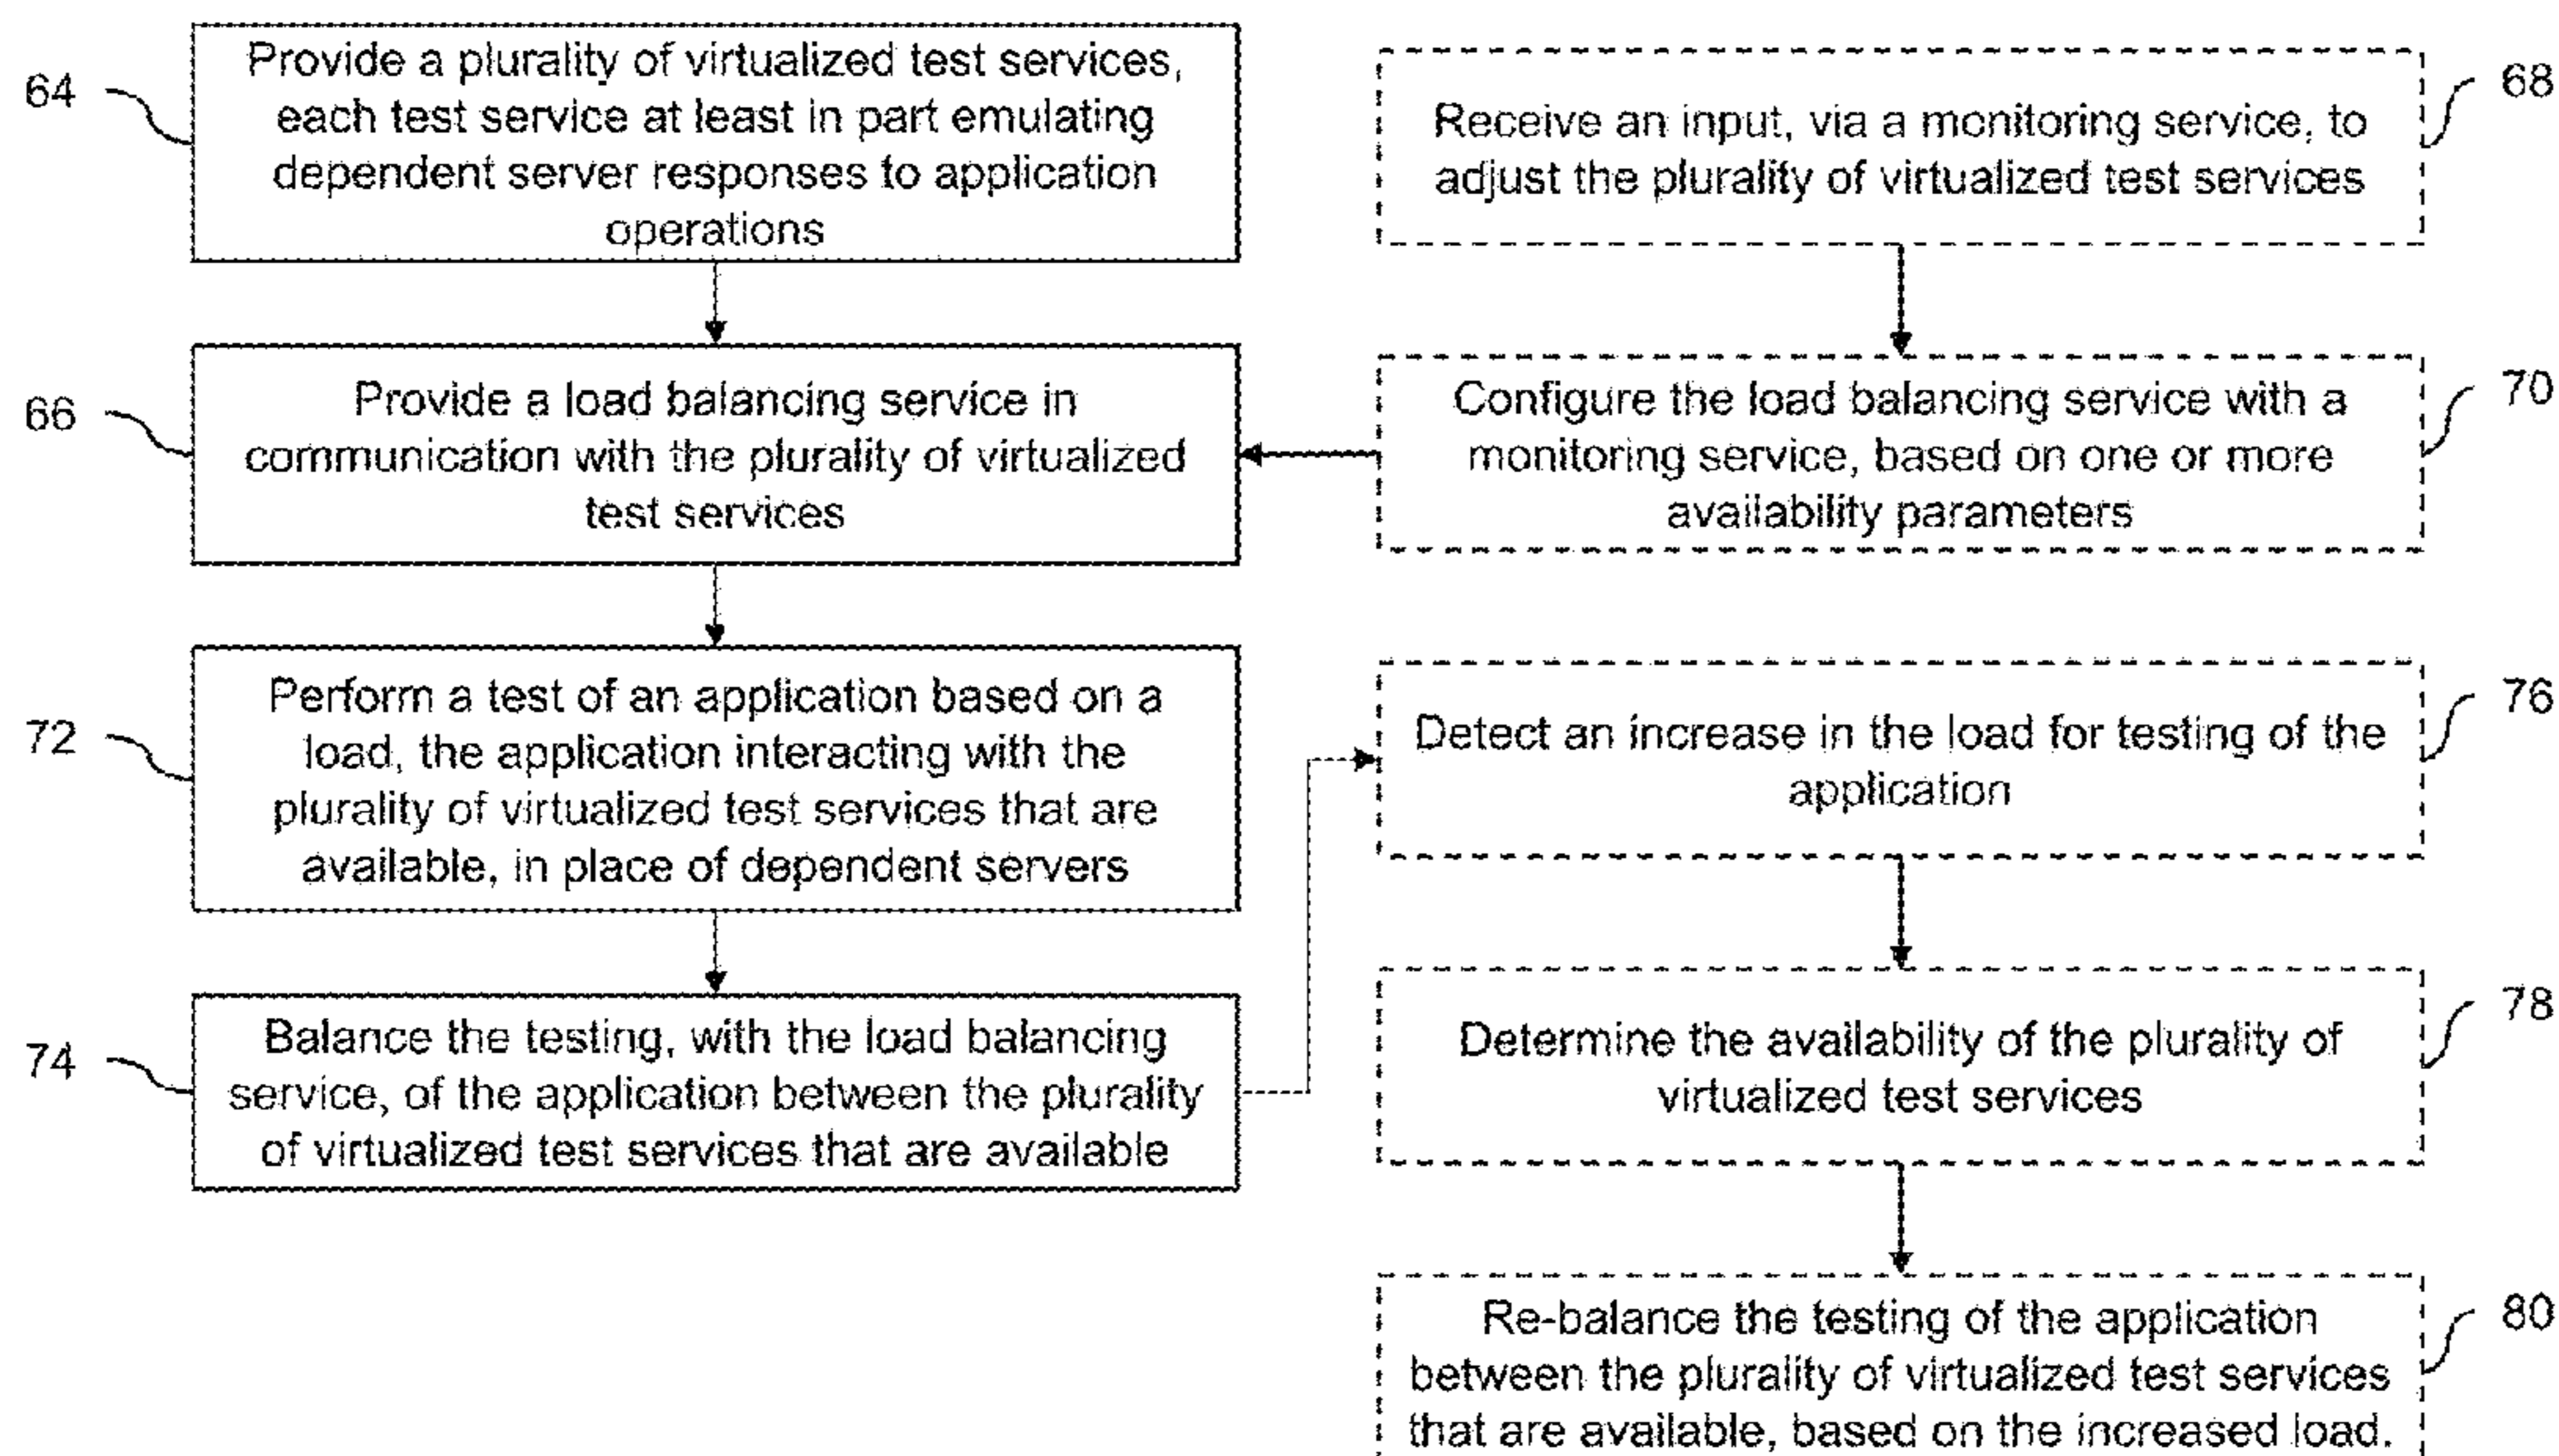 64
Provide a plurality of virtualized test services,
each test service at least in part emulating
dependent server responses to application
operations
66
Provide a load balancing service in
communication with the plurality of virtualized
test services
72
Perform a test of an application based on a
load, the application interacting with the
plurality of virtualized test services that are
available, in place of dependent servers
74
Balance the testing, with the load balancing
service, of the application between the plurality
of virtualized test services that are available
68
Receive an input, via a monitoring service, to
adjust the plurality of virtualized test services
70
Configure the load balancing service with a
monitoring service, based on one or more
availability parameters
76
Detect an increase in the load for testing of the
application
78
Determine the availability of the plurality of
virtualized test services
80
Re-balance the testing of the application
between the plurality of virtualized test services
that are available, based on the increased load.